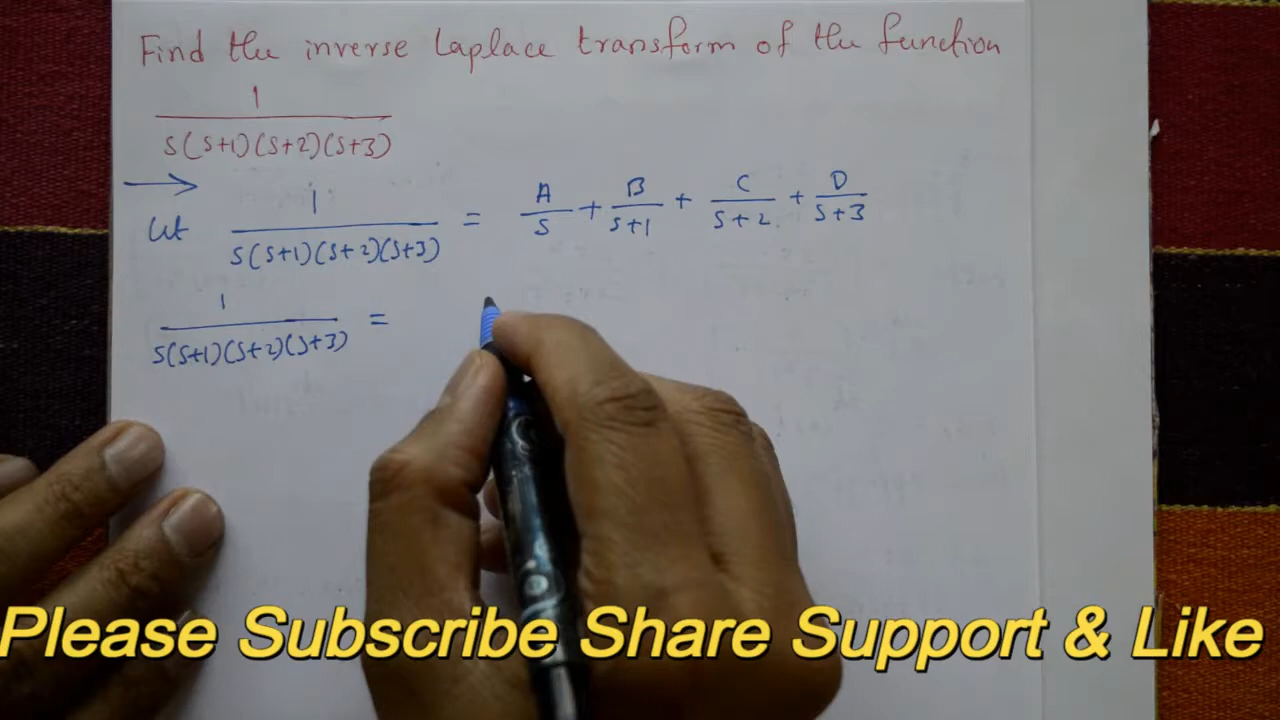 Find the inverse Laplace transform of the function
1
s(s+1)(s+2)(s+3)
Let 1/s(s+1)(s+2)(s+3) = A/s + B/s+1 + C/s+2 + D/s+3
1/s(s+1)(s+2)(s+3) =
Please Subscribe Share Support & Like